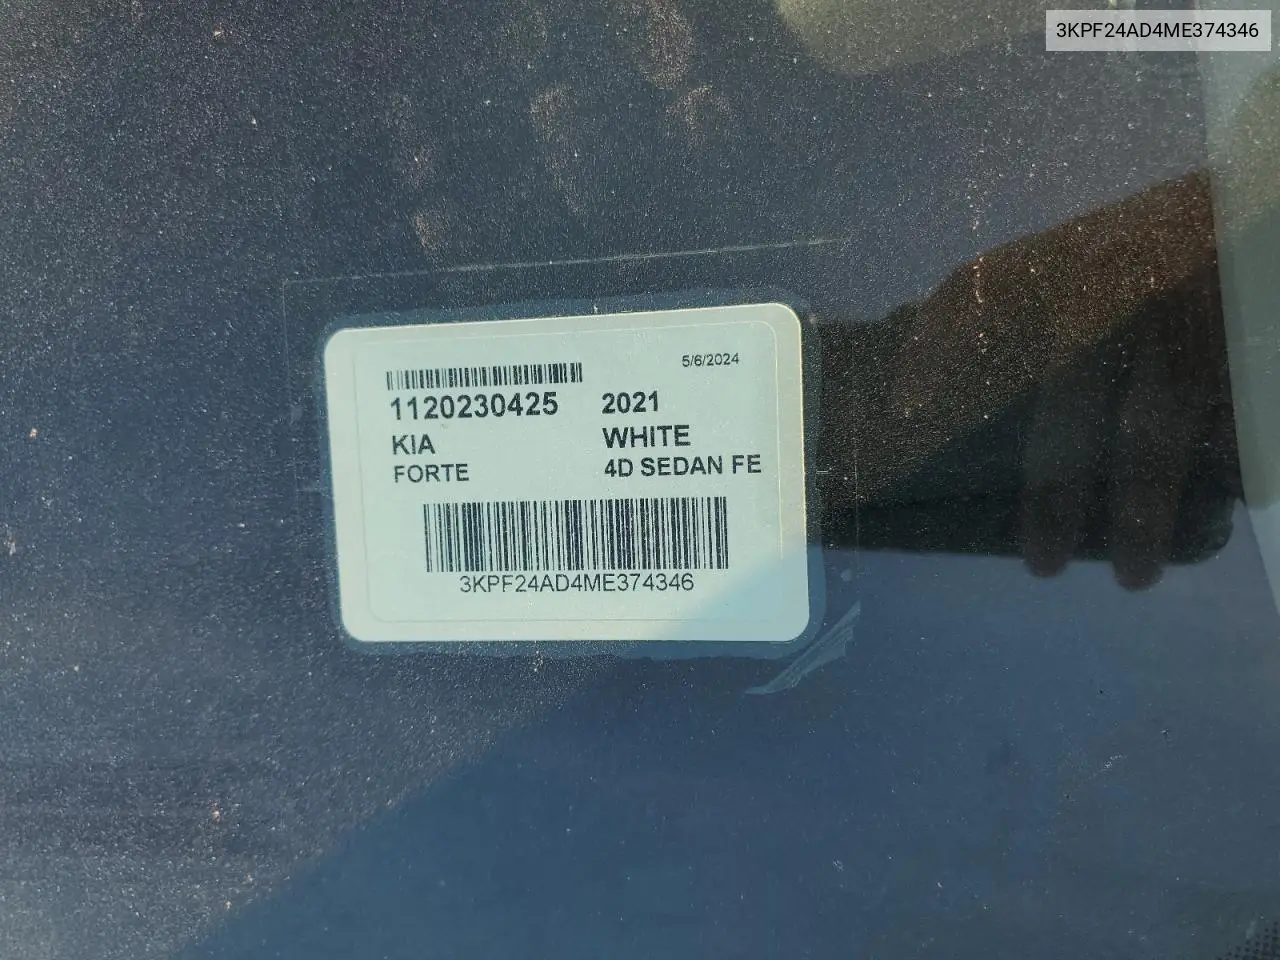 3KPF24AD4ME374346
5/6/2024
1120230425 2021
KIA WHITE
FORTE 4D SEDAN FE
3KPF24AD4ME374346